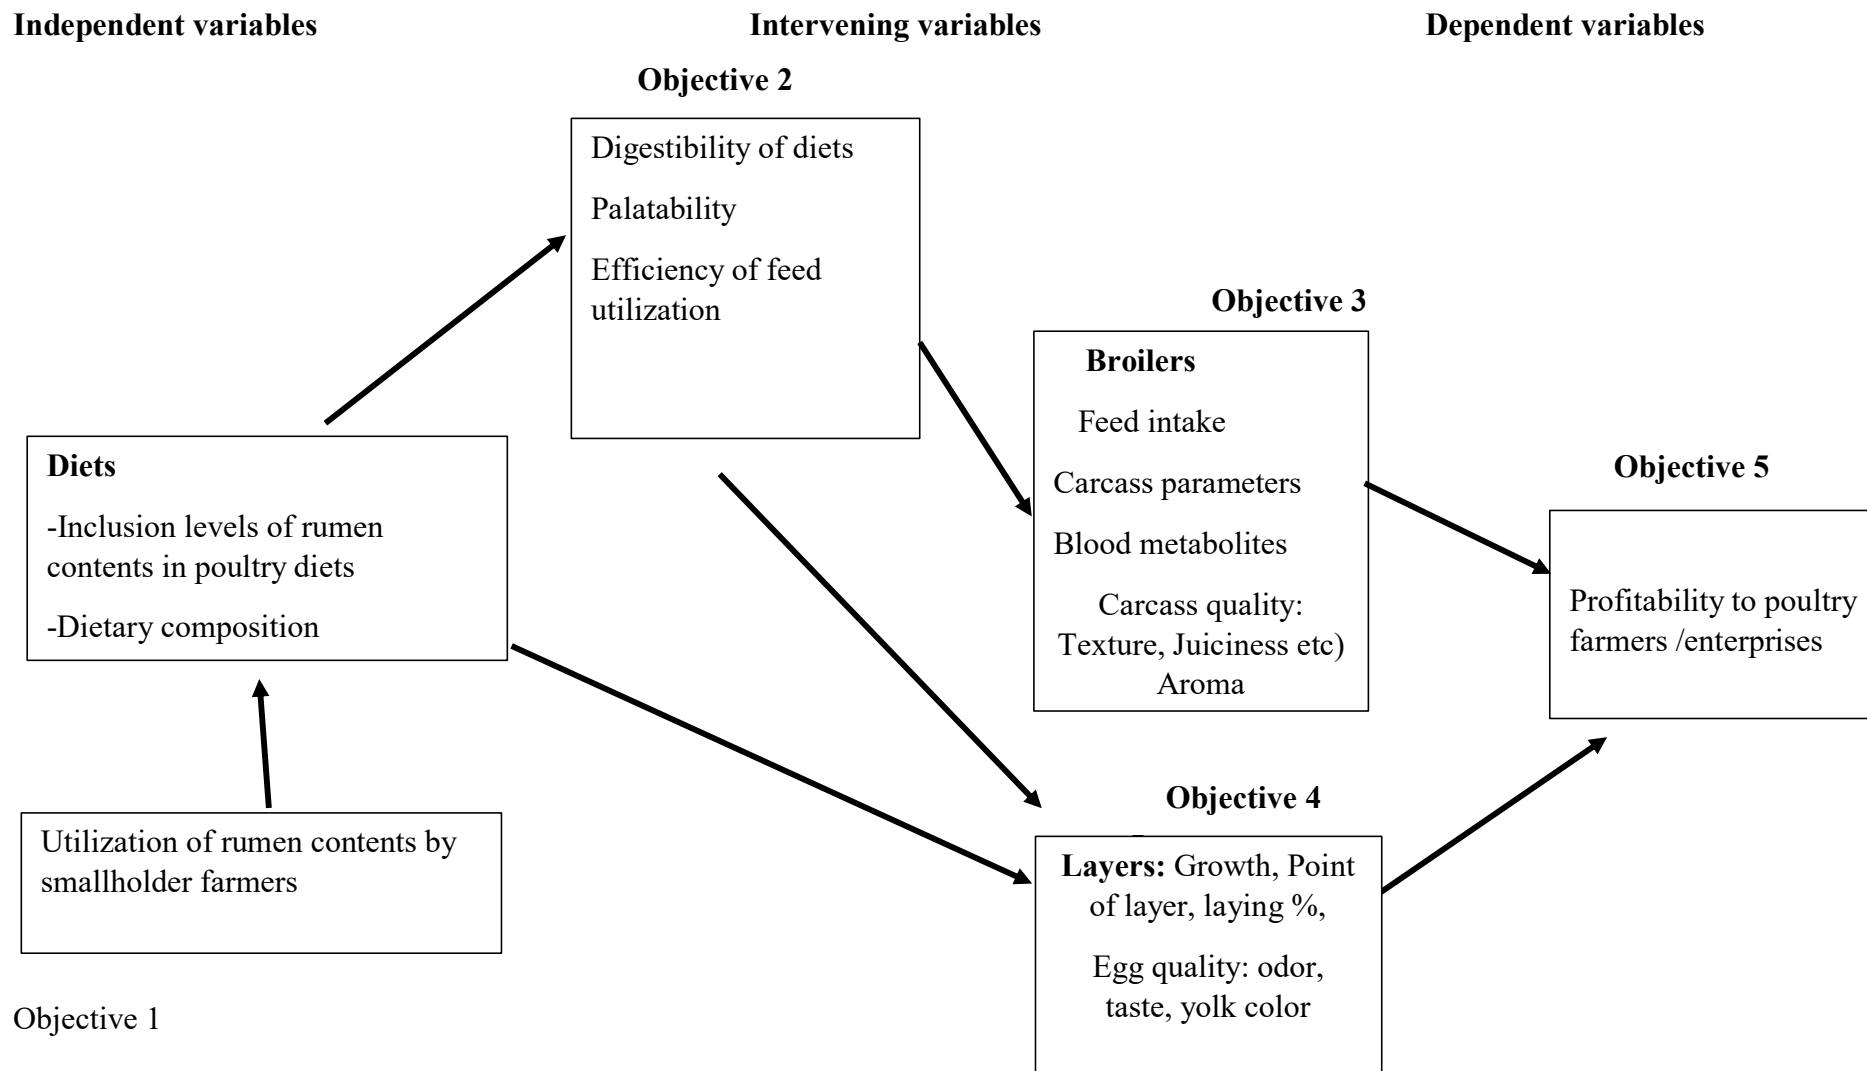 Independent variables
Intervening variables
Dependent variables
Objective 2
Digestibility of diets
Palatability
Efficiency of feed
utilization
Objective 3
Broilers
Feed intake
Carcass parameters
Blood metabolites
Carcass quality:
Texture, Juiciness etc)
Aroma
Diets
-Inclusion levels of rumen
contents in poultry diets
-Dietary composition
Objective 5
Profitability to poultry
farmers /enterprises
Utilization of rumen contents by
smallholder farmers
Objective 1
Objective 4
Layers: Growth, Point
of layer, laying %,
Egg quality: odor,
taste, yolk color